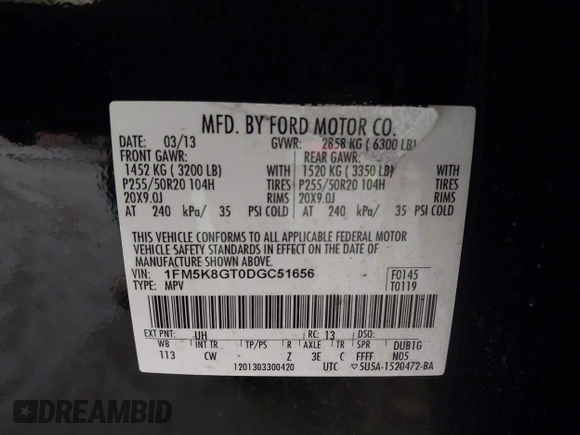 MFD. BY FORD MOTOR CO.
DATE: 03/13 GVWR: 2858 KG ( 6300 LB)
FRONT GAWR: REAR GAWR:
1452 KG ( 3200 LB) WITH 1520 KG ( 3350 LB) WITH
P255/50R20 104H TIRES P255/50R20 104H TIRES
20X9.0J RIMS 20X9.0J RIMS
AT 240 kPa/ 35 PSI COLD AT 240 kPa/ 35 PSI COLD
THIS VEHICLE CONFORMS TO ALL APPLICABLE FEDERAL MOTOR
VEHICLE SAFETY STANDARDS IN EFFECT ON THE DATE OF
MANUFACTURE SHOWN ABOVE.
VIN: 1FM5K8GT0DGC51656 F0145
TYPE: MPV T0119
EXT PNT: UH RC: 13 DSO:
WB INT TR TP/PS R AXLE TR SPR DUB1G
113 CW Z 3E C FFFF N05
1201303300420 UTC ▽5U5A-1520472-BA
DREAMBID